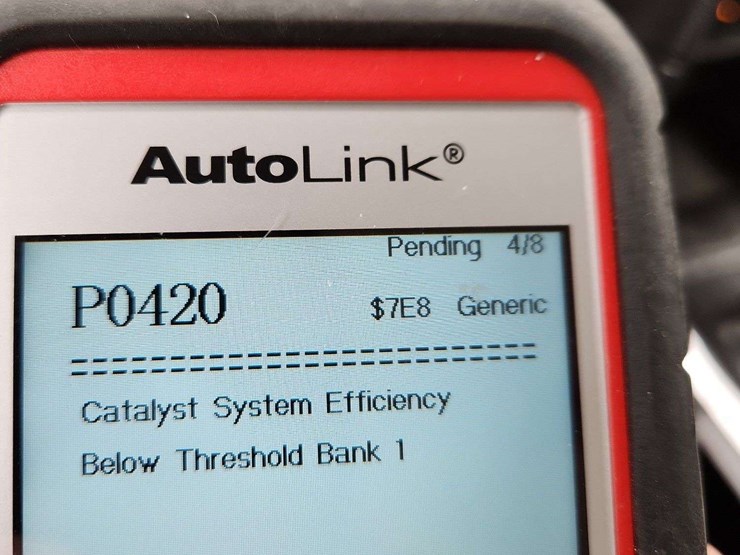 AutoLink®
Pending 4/8
P0420 $7E8 Generic
============================
Catalyst System Efficiency
Below Threshold Bank 1